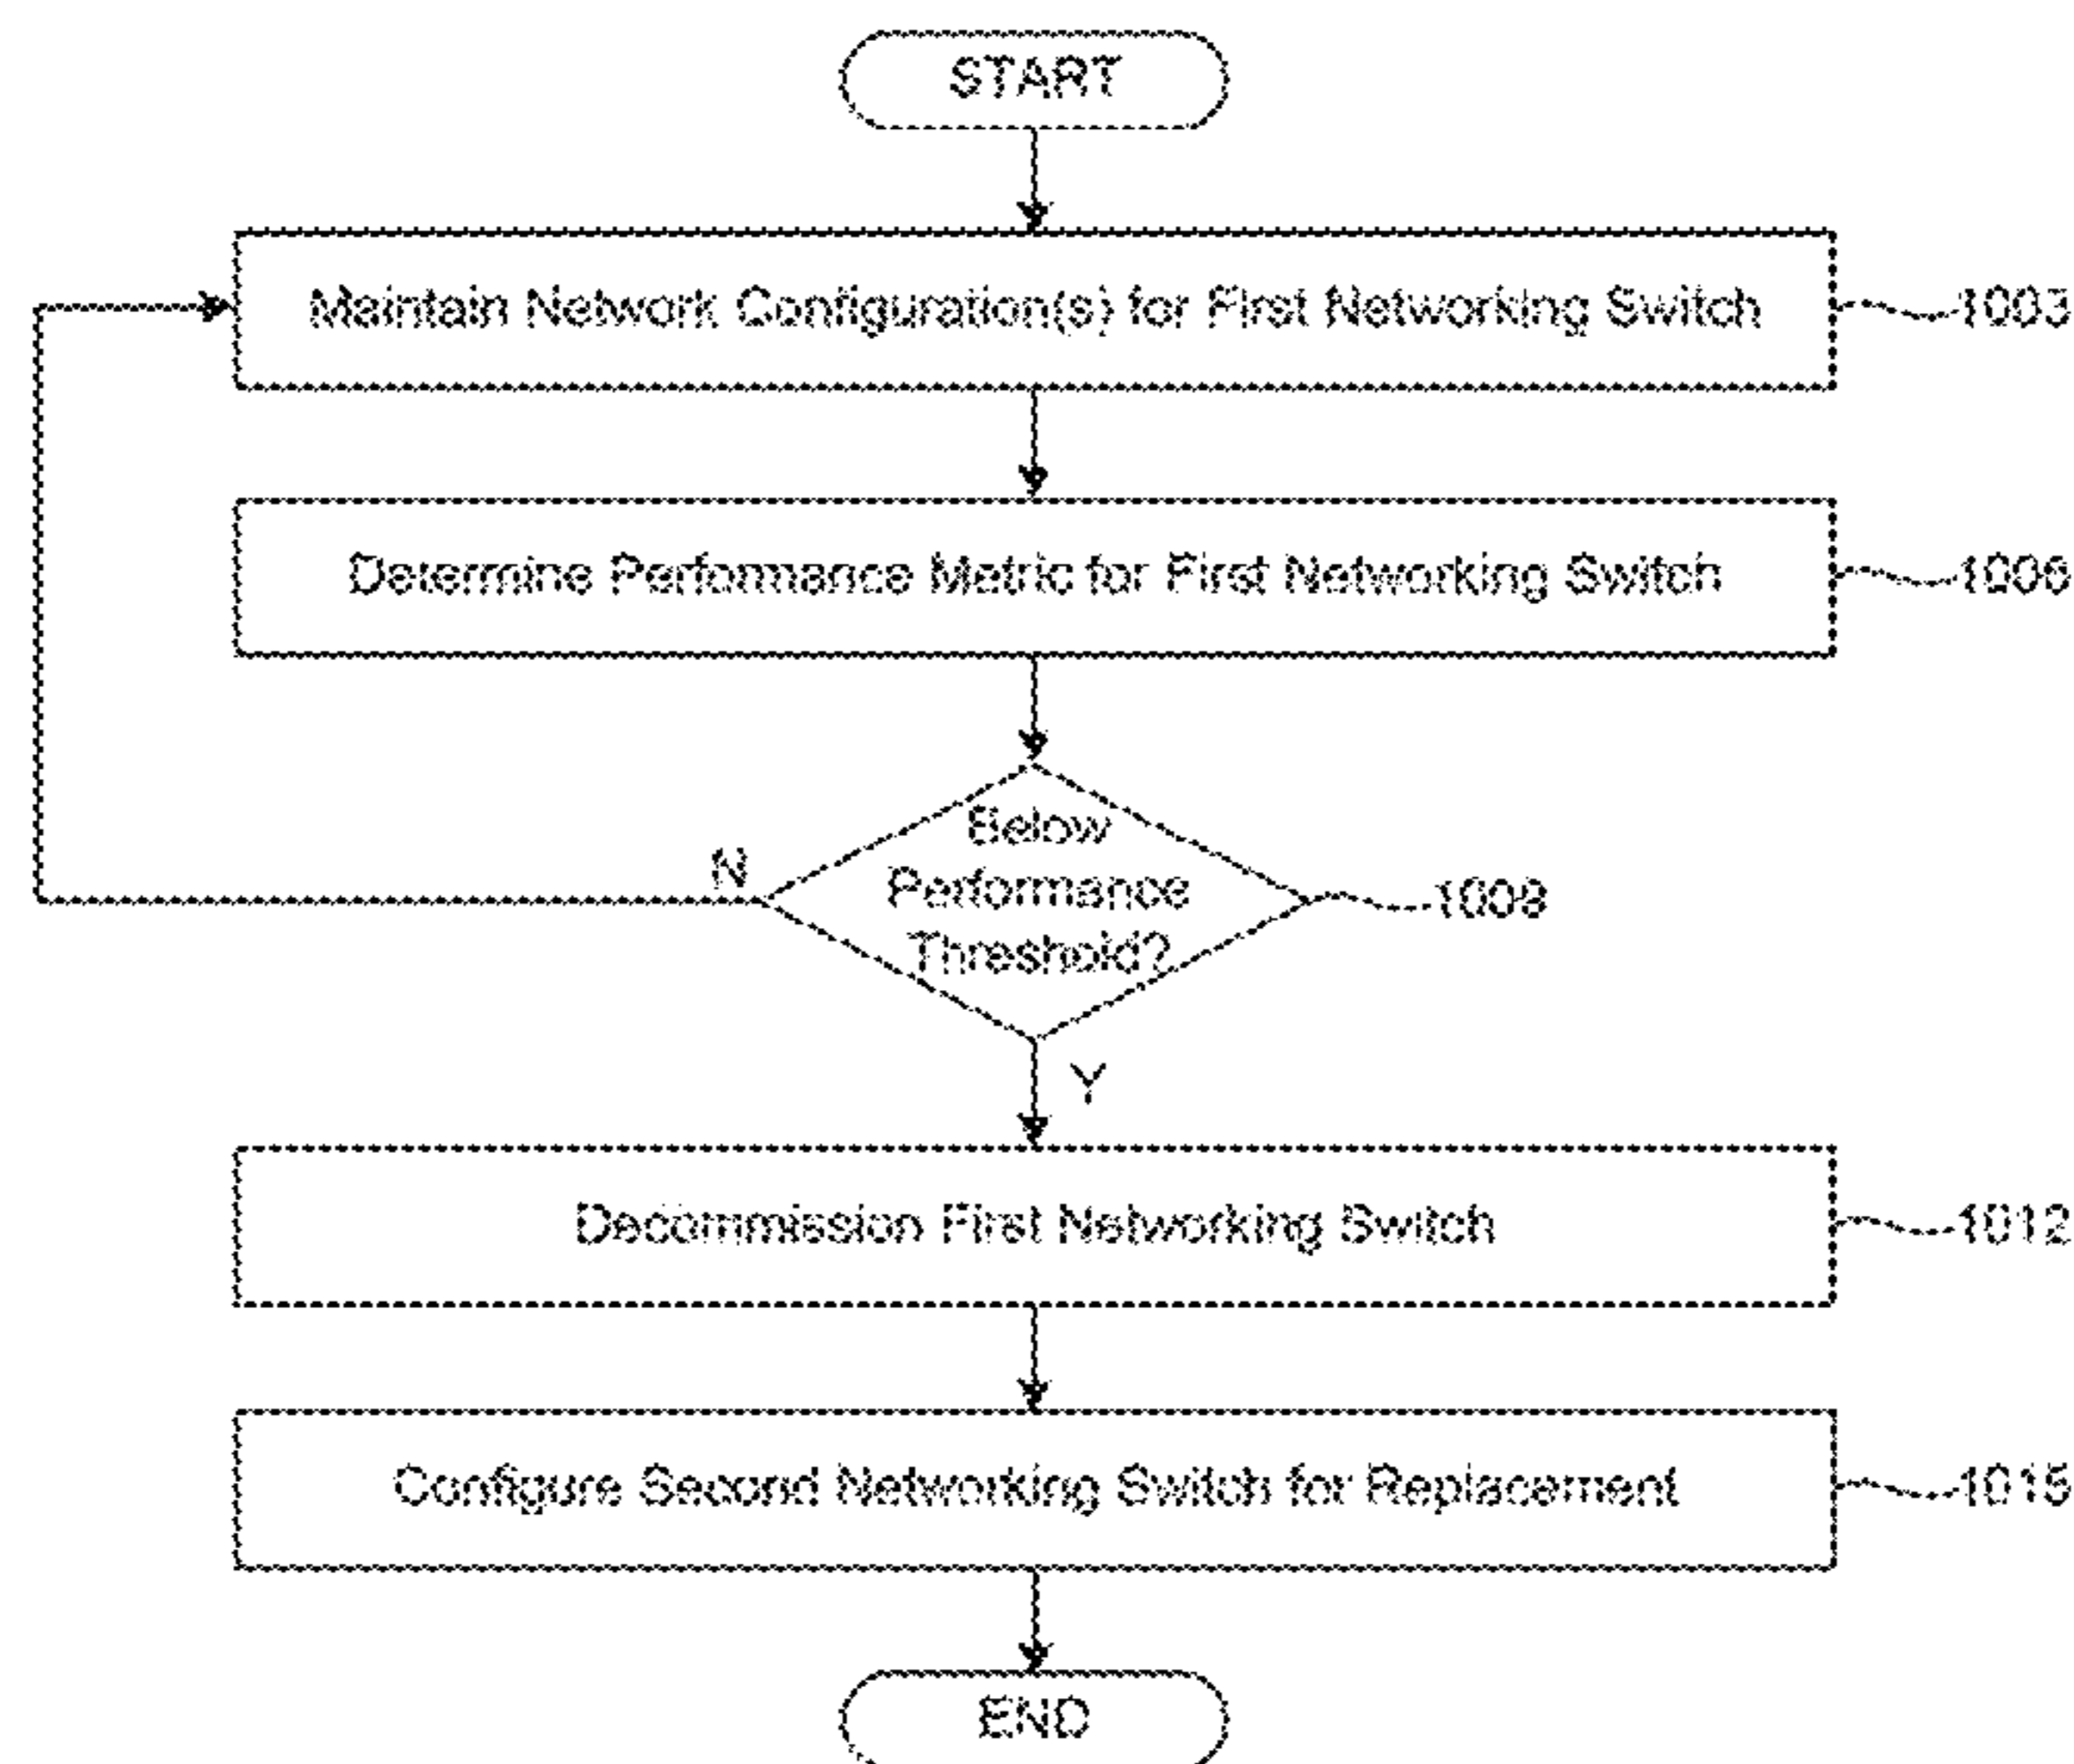 START
Maintain Network Configuration(s) for First Networking Switch
1003
Determine Performance Metric for First Networking Switch
1006
Below
Performance
Threshold?
N
1009
Y
Decommission First Networking Switch
1012
Configure Second Networking Switch for Replacement
1015
END